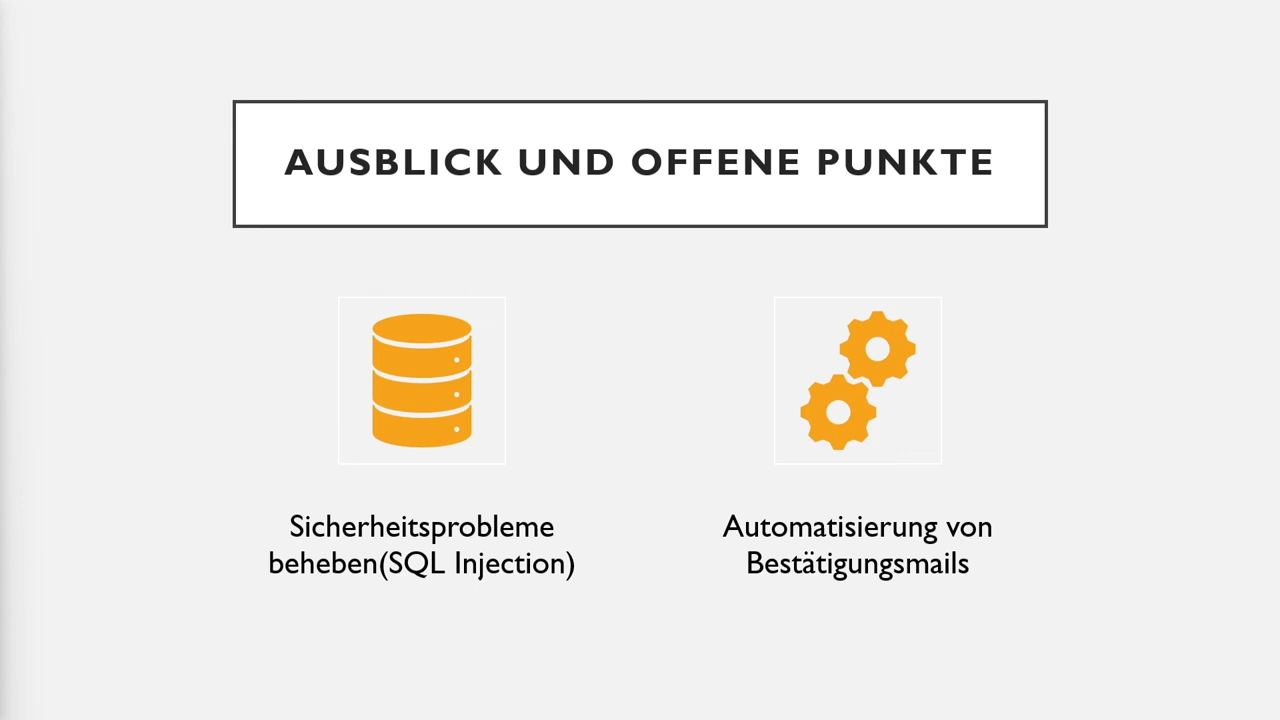 AUSBLICK UND OFFENE PUNKTE
Sicherheitsprobleme
beheben(SQL Injection)
Automatisierung von
Bestätigungsmails